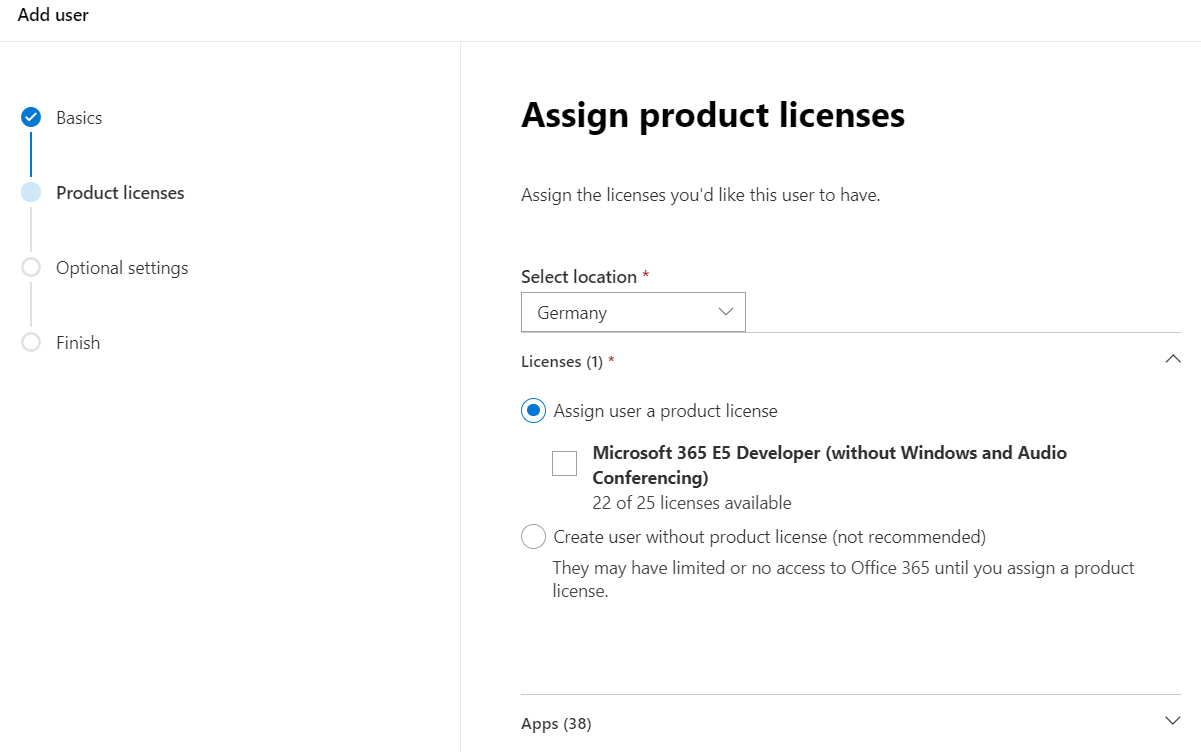 Add user
Basics
Product licenses
Optional settings
Finish
Assign product licenses
Assign the licenses you'd like this user to have.
Select location *
Germany
Licenses (1) *
Assign user a product license
Microsoft 365 E5 Developer (without Windows and Audio
Conferencing)
22 of 25 licenses available
Create user without product license (not recommended)
They may have limited or no access to Office 365 until you assign a product
license.
Apps (38)